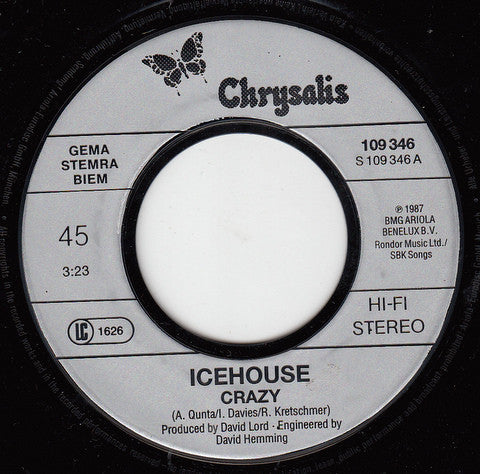 Chrysalis
GEMA
STEMRA
BIEM
109 346
S 109 346 A
45
3:23
℗ 1987
BMG ARIOLA
BENELUX B.V.
Rondor Music Ltd./
SBK Songs
LC 1626
HI-FI
STEREO
ICEHOUSE
CRAZY
(A. Qunta/I. Davies/R. Kretschmer)
Produced by David Lord - Engineered by
David Hemming